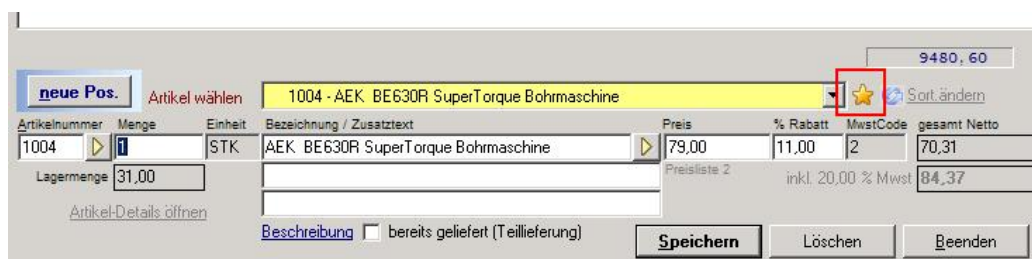 9480,60
neue Pos. Artikel wählen 1004 - AEK BE630R SuperTorque Bohrmaschine Sort.ändern
Artikelnummer Menge Einheit Bezeichnung / Zusatztext Preis % Rabatt MwstCode gesamt Netto
1004 1 STK AEK BE630R SuperTorque Bohrmaschine 79,00 11,00 2 70,31
Lagermenge 31,00 Preisliste 2 inkl. 20,00 % Mwst 84,37
Artikel-Details öffnen
Beschreibung bereits geliefert (Teillieferung) Speichern Löschen Beenden